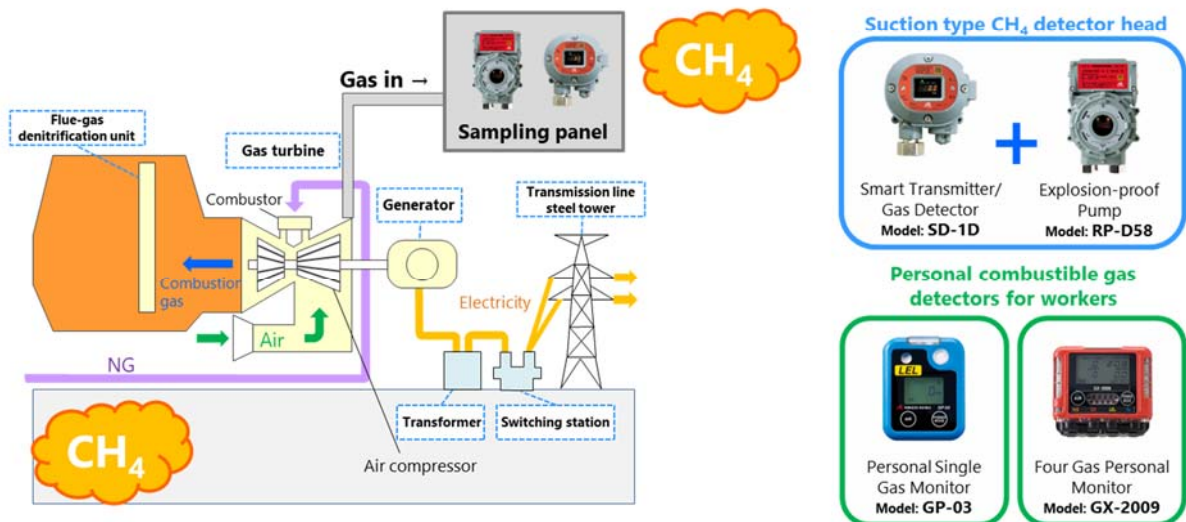 CH₄
Gas in →
Sampling panel
Flue-gas
denitrification unit
Gas turbine
Combustor
Generator
Transmission line
steel tower
Combustion
gas
Electricity
Air
NG
Transformer
Switching station
CH₄
Air compressor
Suction type CH₄ detector head
+
Smart Transmitter/
Gas Detector
Model: SD-1D
Explosion-proof
Pump
Model: RP-D58
Personal combustible gas
detectors for workers
LEL
Personal Single
Gas Monitor
Model: GP-03
Four Gas Personal
Monitor
Model: GX-2009